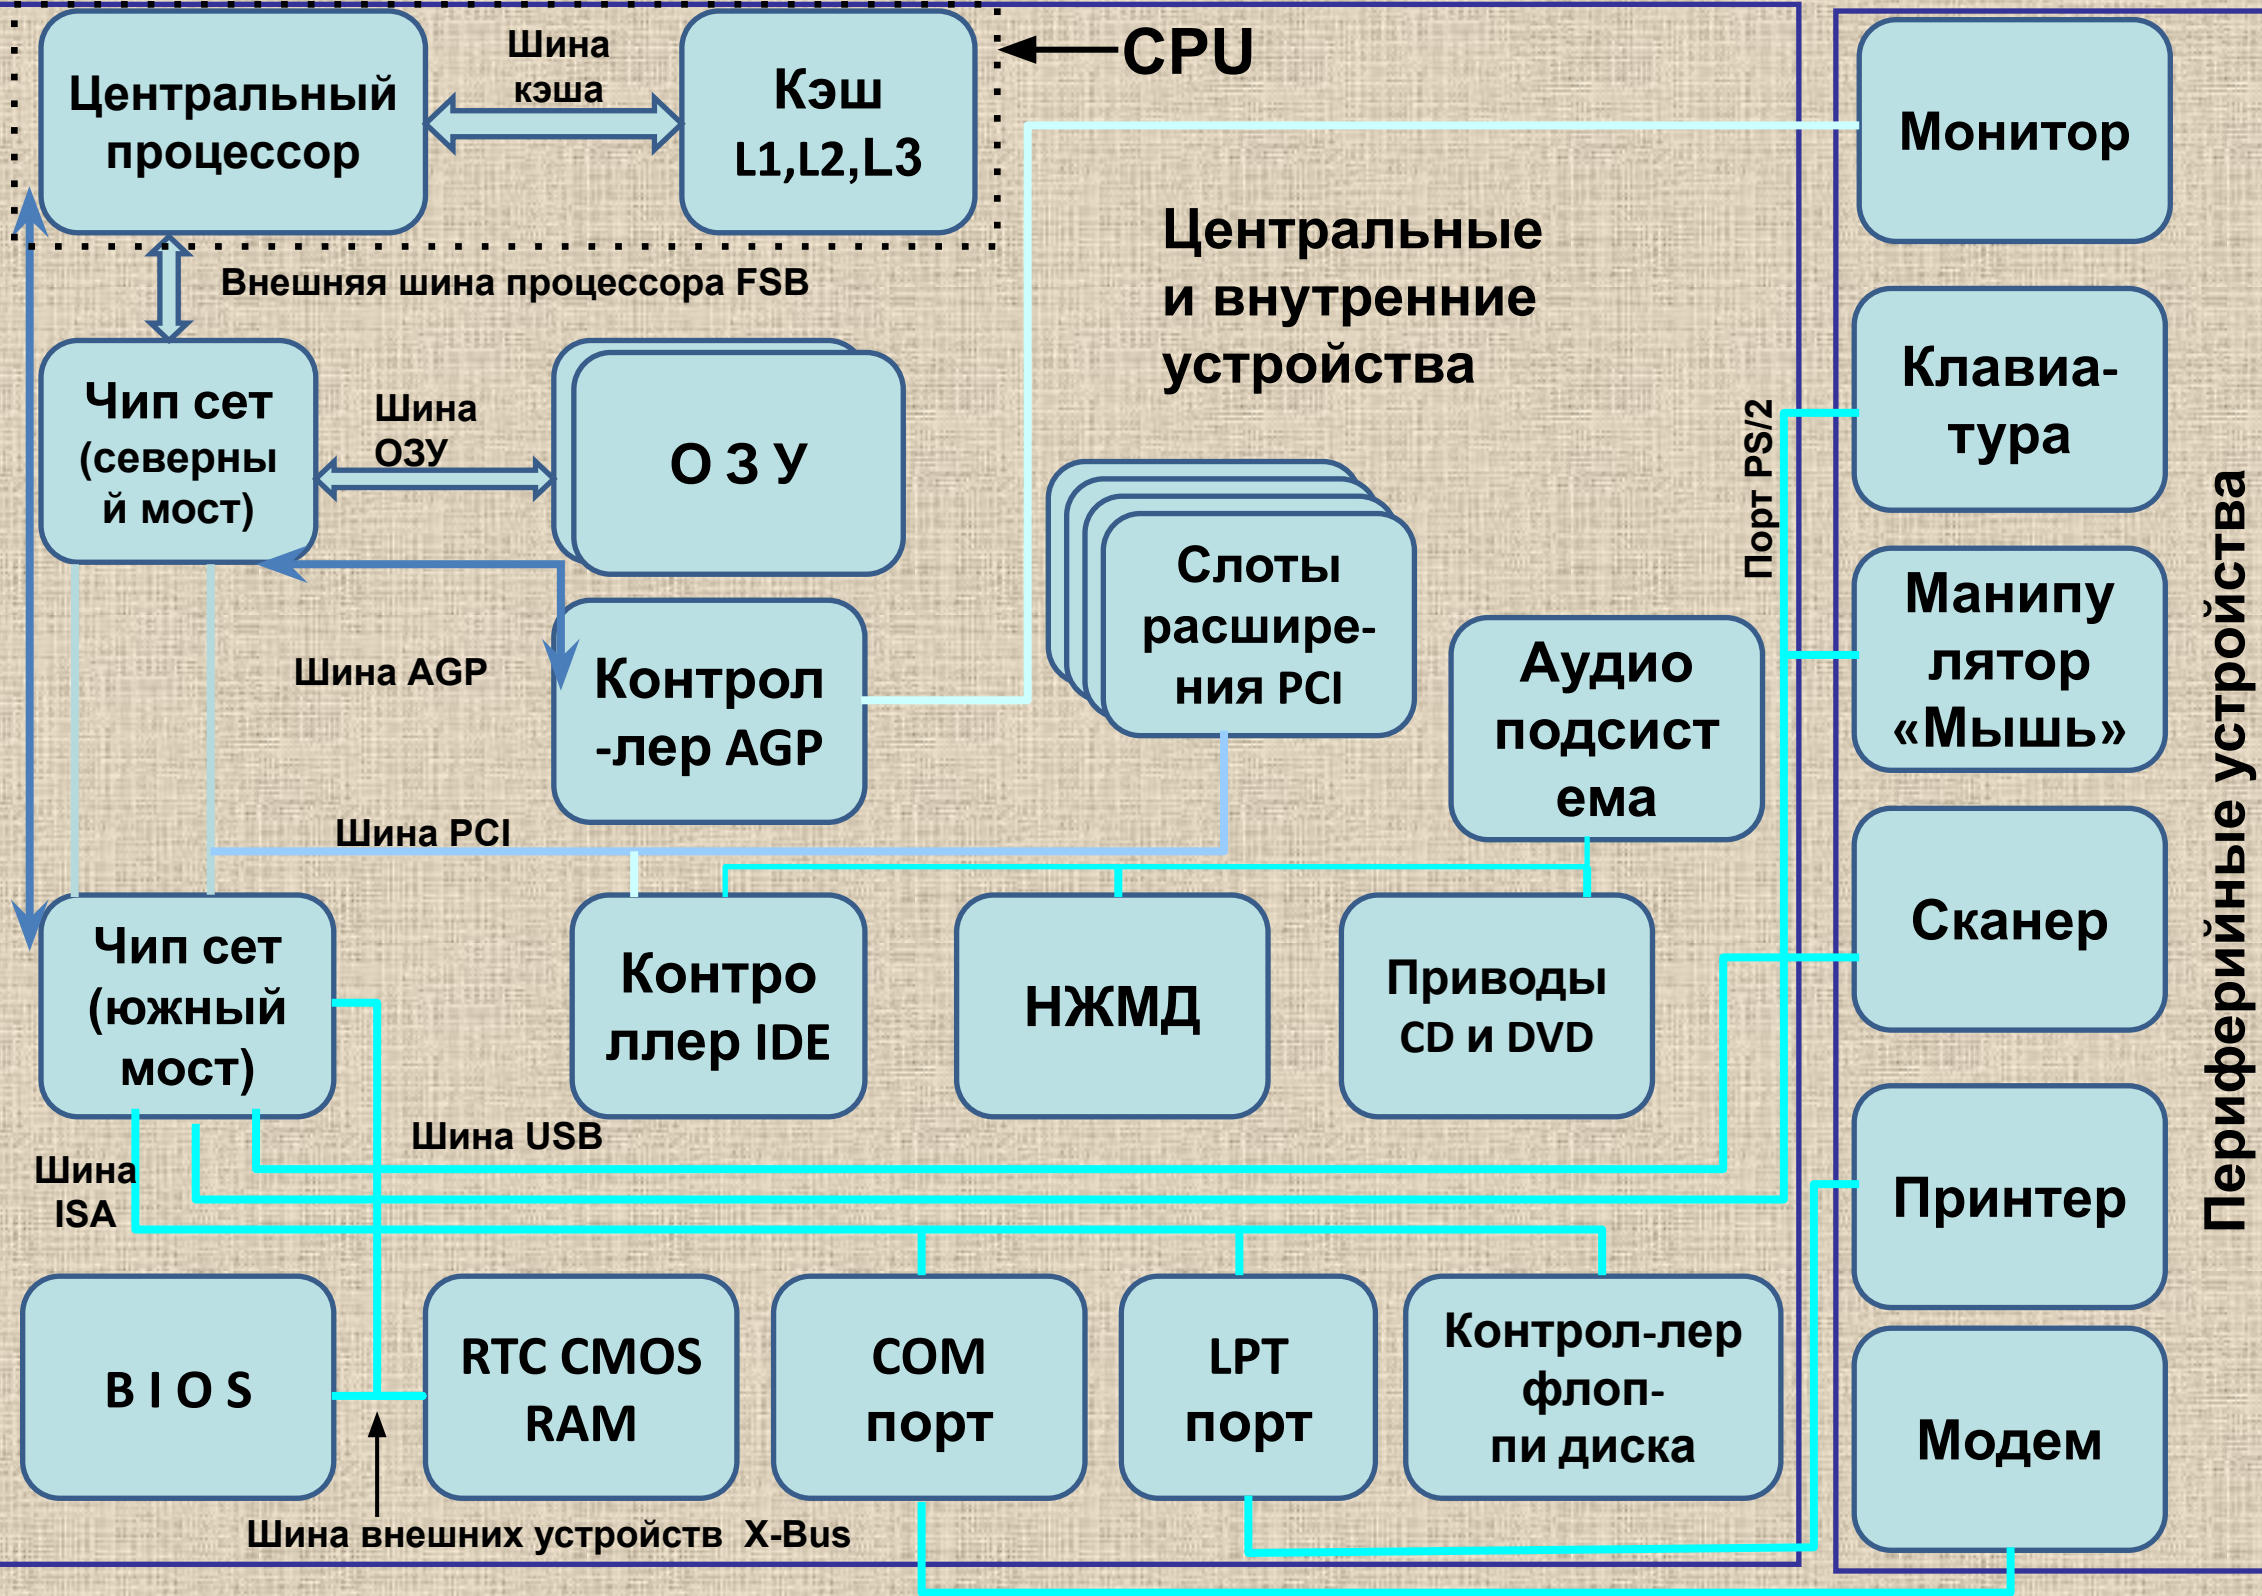 Центральный
процессор
Шина
кэша
Кэш
L1,L2,L3
CPU
Монитор
Центральные
и внутренние
устройства
Внешняя шина процессора FSB
Чип сет
(северны
й мост)
Шина
ОЗУ
О З У
Порт PS/2
Клавиа-
тура
Слоты
расшире-
ния PCI
Манипу
лятор
«Мышь»
Периферийные устройства
Шина AGP
Контрол
-лер AGP
Аудио
подсист
ема
Шина PCI
Сканер
Чип сет
(южный
мост)
Контро
ллер IDE
НЖМД
Приводы
CD и DVD
Шина USB
Шина
ISA
Принтер
B I O S
RTC CMOS
RAM
COM
порт
LPT
порт
Контрол-лер
флоп-
пи диска
Модем
Шина внешних устройств  X-Bus